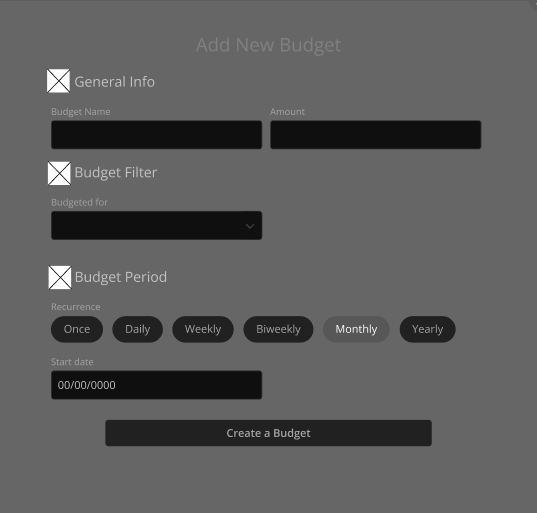 Add New Budget
General Info
Budget Name Amount
Budget Filter
Budgeted for
Budget Period
Recurrence
Once Daily Weekly Biweekly Monthly Yearly
Start date
00/00/0000
Create a Budget